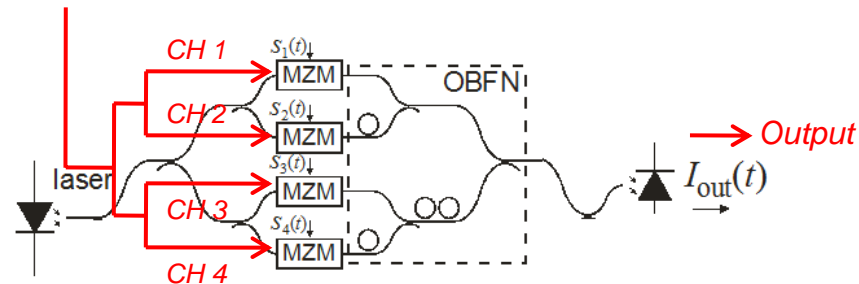 CH 1
S1(t)
MZM
OBFN
CH 2
S2(t)
MZM
Output
laser
S3(t)
MZM
Iout(t)
CH 3
S4(t)
MZM
CH 4